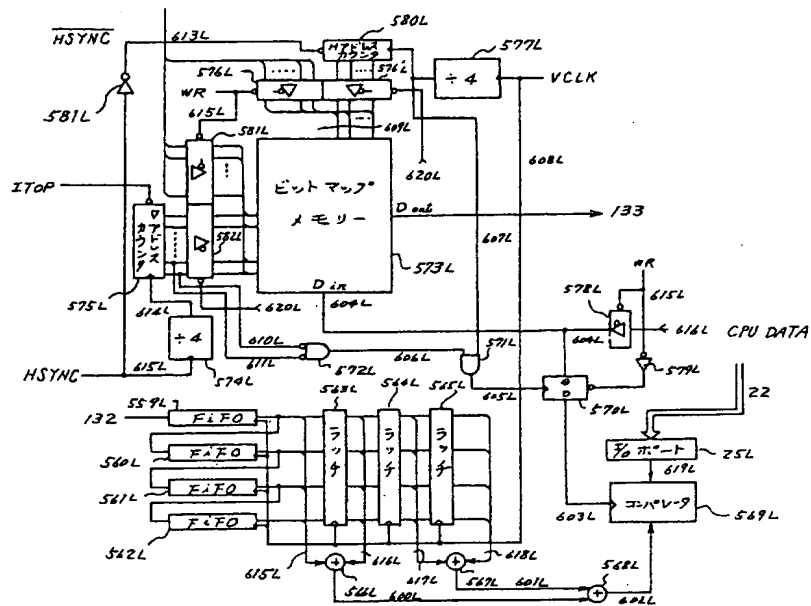 HSYNC
613L
580L
Hアドレス
カウンタ
577L
÷4
VCLK
576L
576L'
WR
581L
615L
581L
609L
620L
608L
ITOP
ビットマップ
メモリー
Dout
133
607L
573L
Vアドレス
カウンタ
582L
575L
Din
604L
WR
578L
615L
616L
604L
CPU DATA
616L
620L
÷4
610L
611L
606L
571L
579L
572L
HSYNC
615L
574L
605L
Q
D
570L
22
559L
563L
564L
565L
132
FiFO
ラッチ
ラッチ
ラッチ
I/Oポート
25L
560L
FiFO
619L
561L
FiFO
コンパレータ
569L
603L
562L
FiFO
615L
616L
617L
618L
+
566L
+
567L
601L
+
568L
600L
602L